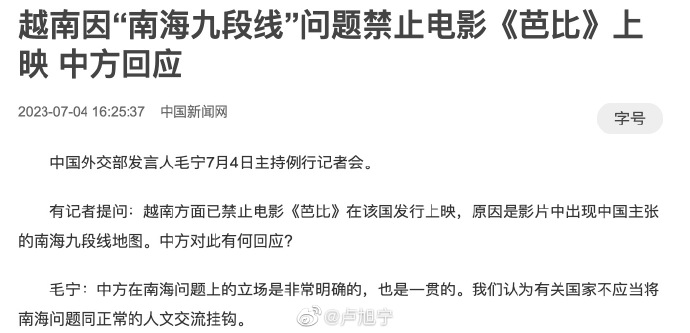 越南因“南海九段线”问题禁止电影《芭比》上
映 中方回应
2023-07-04 16:25:37 中国新闻网
字号
中国外交部发言人毛宁7月4日主持例行记者会。
有记者提问：越南方面已禁止电影《芭比》在该国发行上映，原因是影片中出现中国主张
的南海九段线地图。中方对此有何回应？
毛宁：中方在南海问题上的立场是非常明确的，也是一贯的。我们认为有关国家不应当将
南海问题同正常的人文交流挂钩。
@卢旭宁